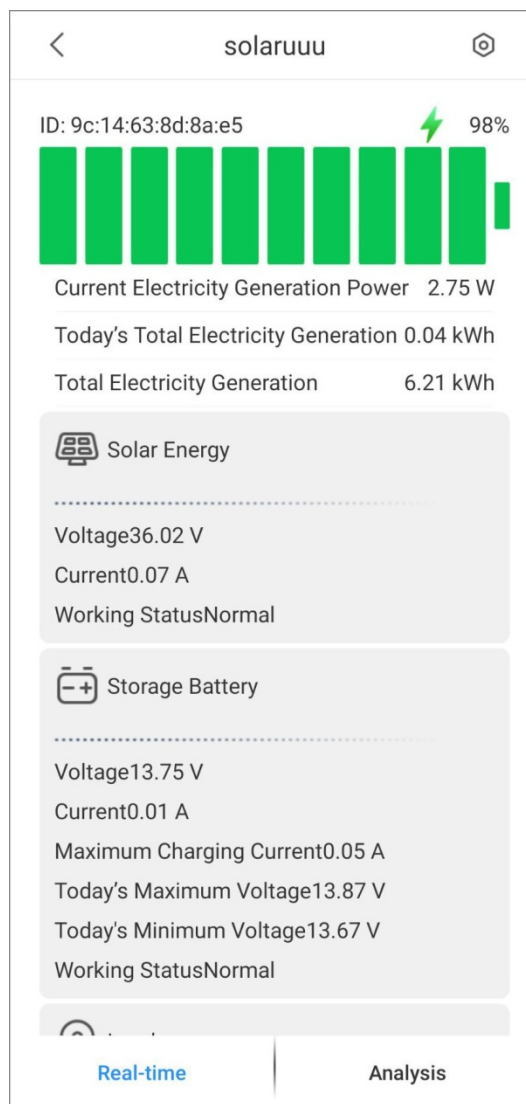 solaruuu
ID: 9c:14:63:8d:8a:e5 98%
Current Electricity Generation Power 2.75 W
Today’s Total Electricity Generation 0.04 kWh
Total Electricity Generation 6.21 kWh
Solar Energy
Voltage36.02 V
Current0.07 A
Working StatusNormal
Storage Battery
Voltage13.75 V
Current0.01 A
Maximum Charging Current0.05 A
Today’s Maximum Voltage13.87 V
Today's Minimum Voltage13.67 V
Working StatusNormal
Real-time Analysis